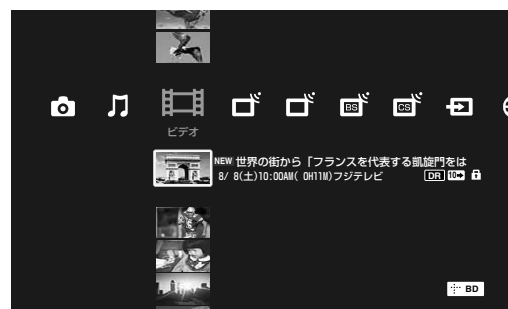 BS
CS
ビデオ
NEW 世界の街から「フランスを代表する凱旋門をは
8/ 8(土)10:00AM( 0H11M)フジテレビ
DR 10
BD